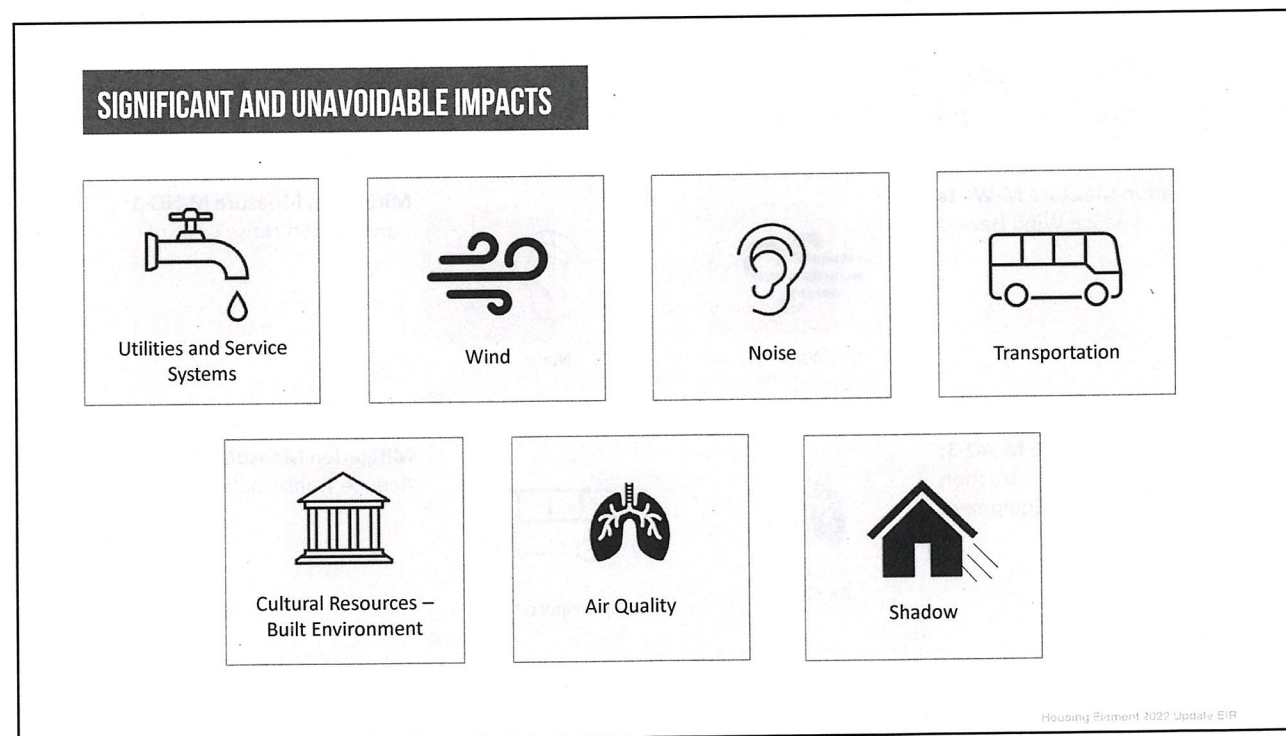 SIGNIFICANT AND UNAVOIDABLE IMPACTS
Utilities and Service
Systems
Wind
Noise
Transportation
Cultural Resources –
Built Environment
Air Quality
Shadow
Housing Element 2022 Update EIR